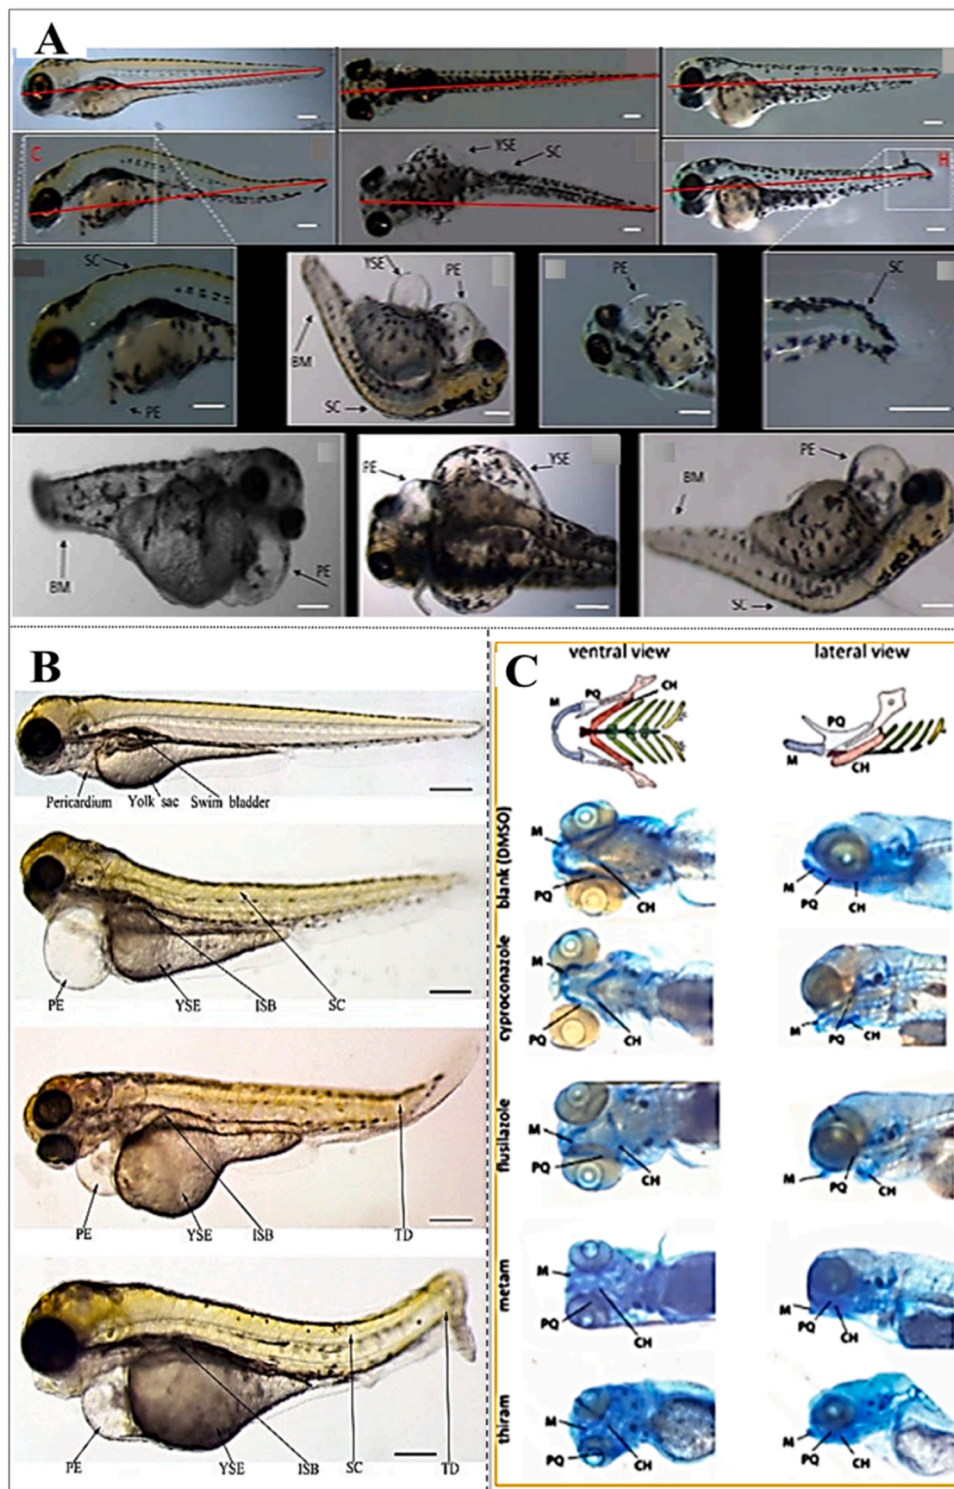 A
C
YSE
SC
H
SC
PE
YSE
PE
BM
SC
PE
SC
BM
PE
PE
YSE
BM
PE
SC
B
Pericardium Yolk sac Swim bladder
PE YSE ISB SC
PE YSE ISB TD
PE YSE ISB SC TD
C
ventral view lateral view
M PQ CH
PQ
M CH
blank (DMSO)
M
PQ CH
M PQ CH
cyproconazole
M
PQ CH
M PQ CH
flusilazole
M
PQ CH
M PQ CH
metam
M
PQ CH
M PQ CH
thiram
M
PQ CH
M PQ CH